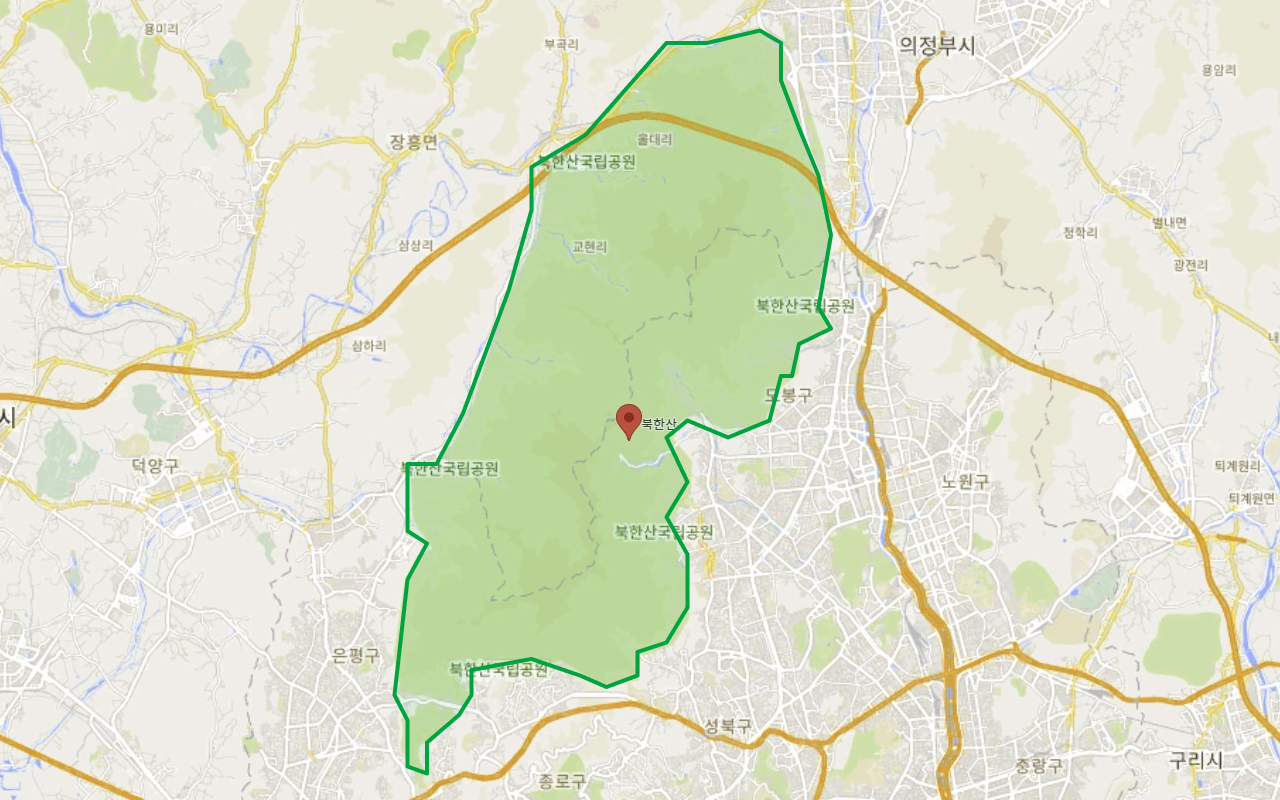 용미리
부곡리
의정부시
용암리
장흥면
울대리
북한산국립공원
별내면
청학리
삼상리
교현리
광전리
북한산국립공원
내
삼하리
도봉구
시
북한산
덕양구
북한산국립공원
퇴계원리
노원구
퇴계원면
북한산국립공원
은평구
북한산국립공원
성북구
구리시
중랑구
종로구